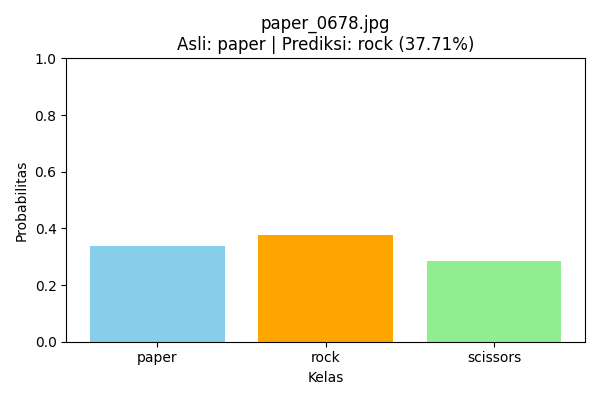 paper_0678.jpg
Asli: paper | Prediksi: rock (37.71%)
1.0
0.8
0.6
0.4
0.2
0.0
Probabilitas
paper rock scissors
Kelas